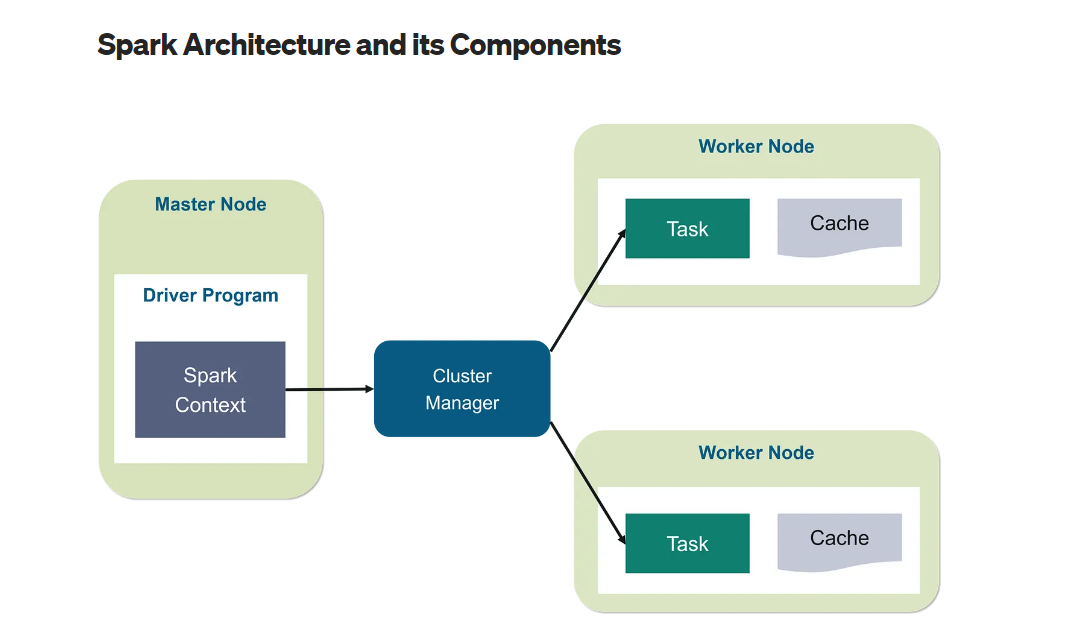 Spark Architecture and its Components
Master Node
Driver Program
Spark
Context
Cluster
Manager
Worker Node
Task
Cache
Worker Node
Task
Cache